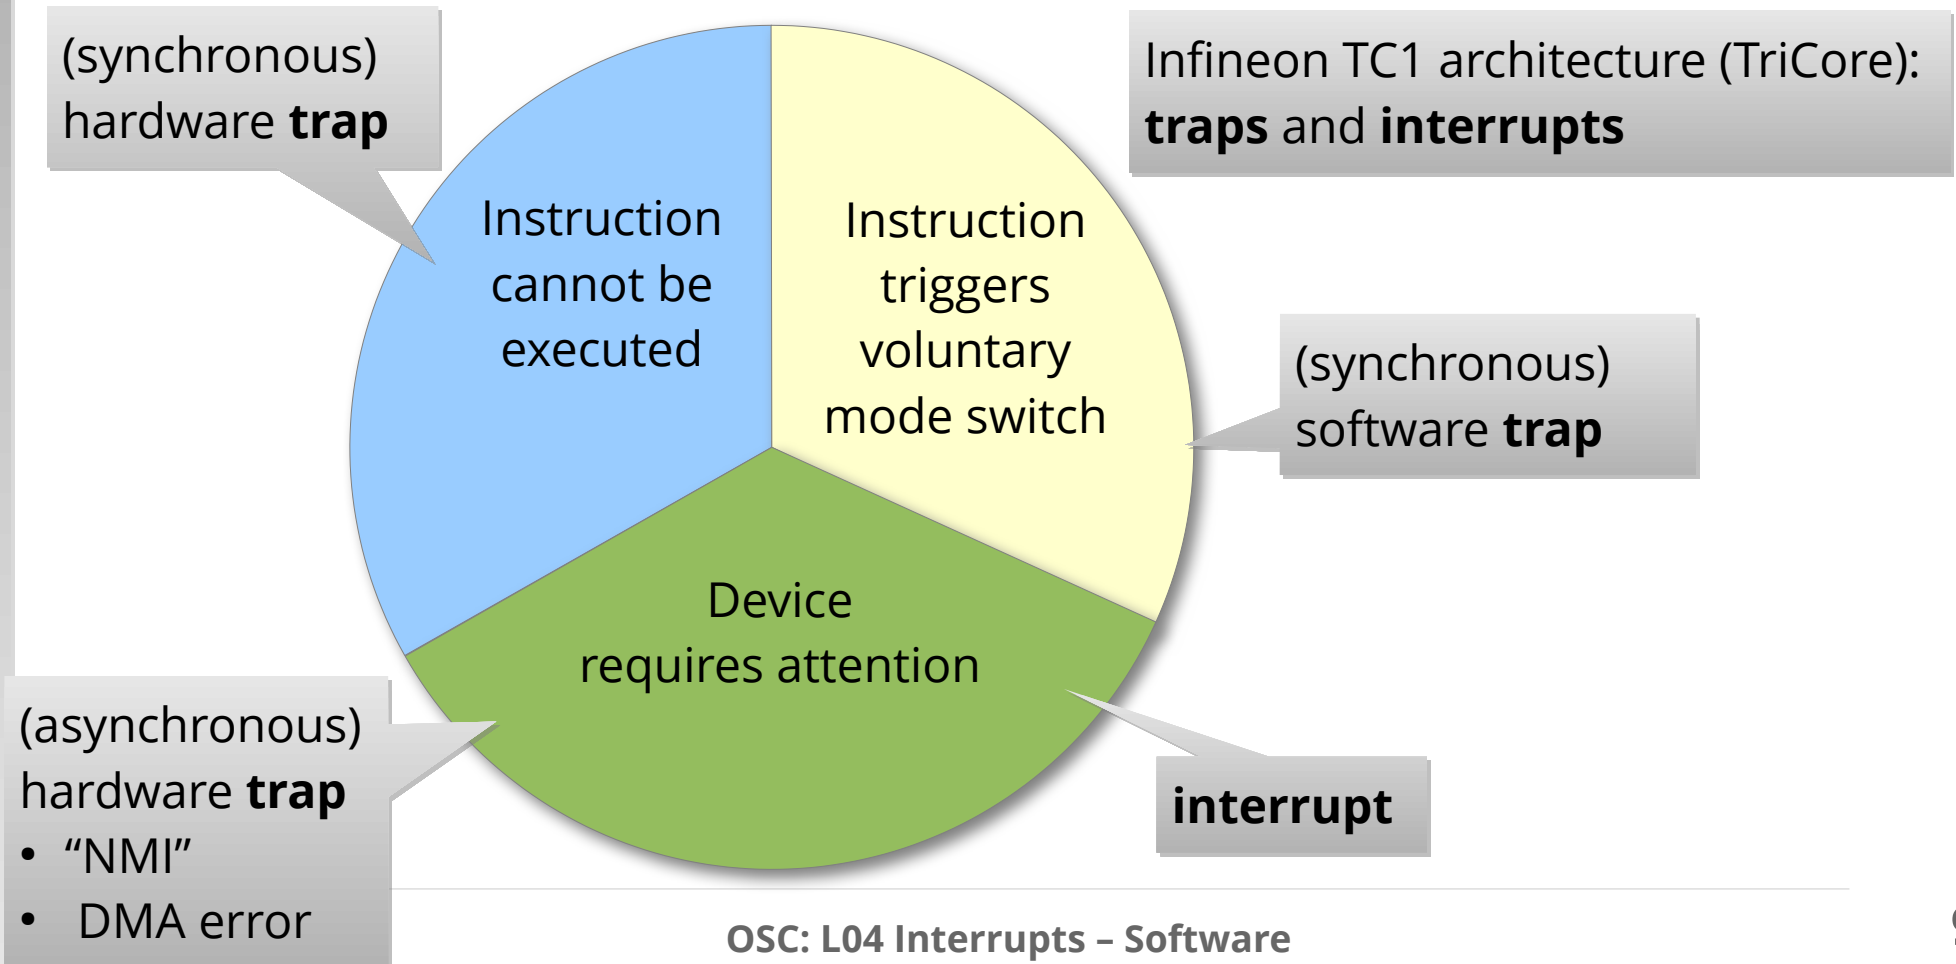 (synchronous)
hardware trap
Infineon TC1 architecture (TriCore):
traps and interrupts
Instruction
cannot be
executed
Instruction
triggers
voluntary
mode switch
(synchronous)
software trap
Device
requires attention
(asynchronous)
hardware trap
• “NMI”
• DMA error
interrupt
OSC: L04 Interrupts – Software